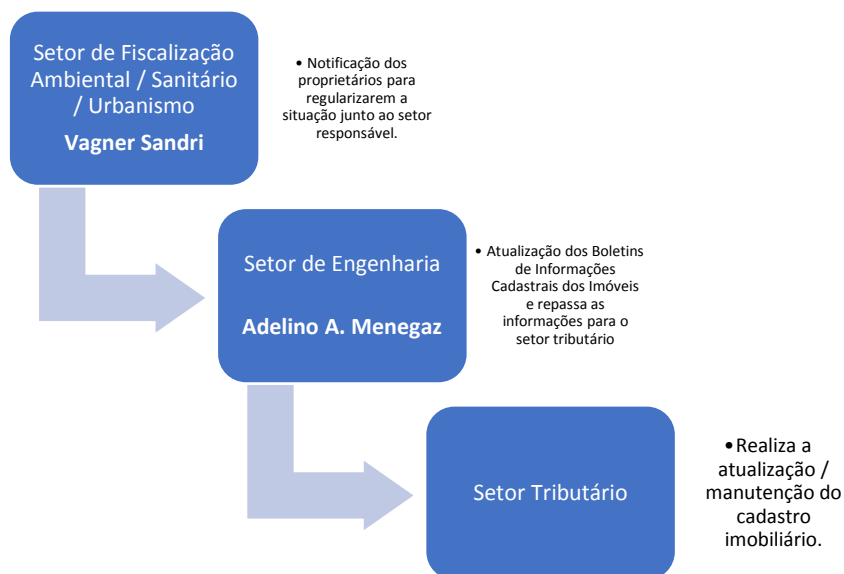 Setor de Fiscalização
Ambiental / Sanitário
/ Urbanismo
Vagner Sandri
• Notificação dos
proprietários para
regularizarem a
situação junto ao setor
responsável.
Setor de Engenharia
Adelino A. Menegaz
• Atualização dos Boletins
de Informações
Cadastrais dos Imóveis
e repassa as
informações para o
setor tributário
Setor Tributário
•Realiza a
atualização /
manutenção do
cadastro
imobiliário.